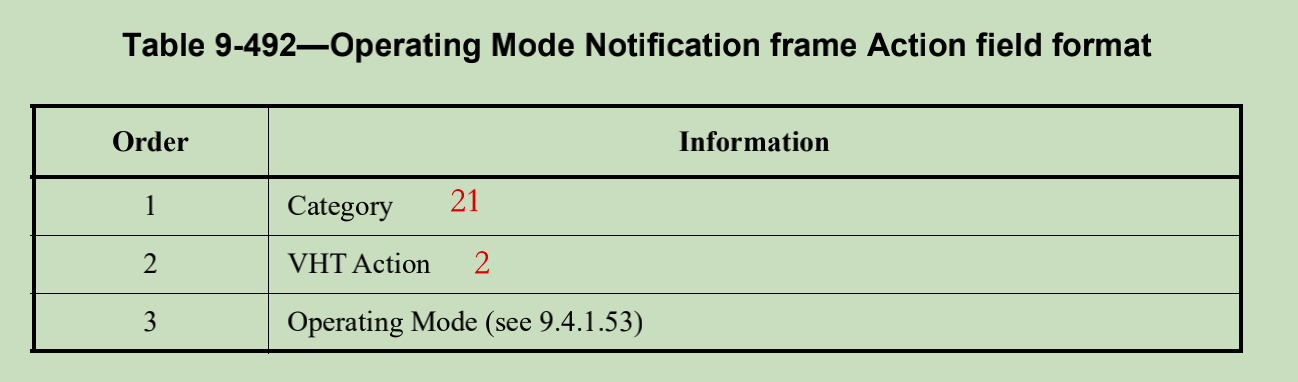 Table 9-492—Operating Mode Notification frame Action field format
Order Information
1 Category 21
2 VHT Action 2
3 Operating Mode (see 9.4.1.53)